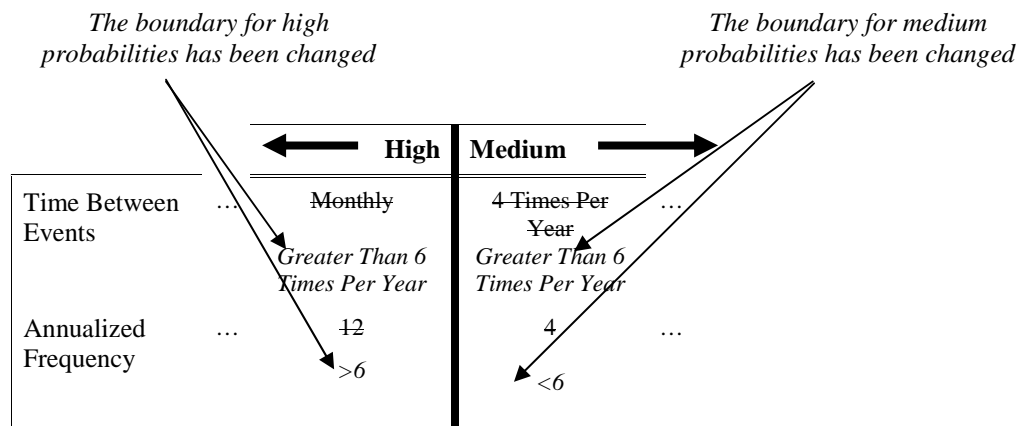 The boundary for high
probabilities has been changed
The boundary for medium
probabilities has been changed
High Medium
Time Between
Events
… Monthly 4 Times Per
Year …
Greater Than 6
Times Per Year
Greater Than 6
Times Per Year
Annualized
Frequency
… 12 4 …
>6 <6